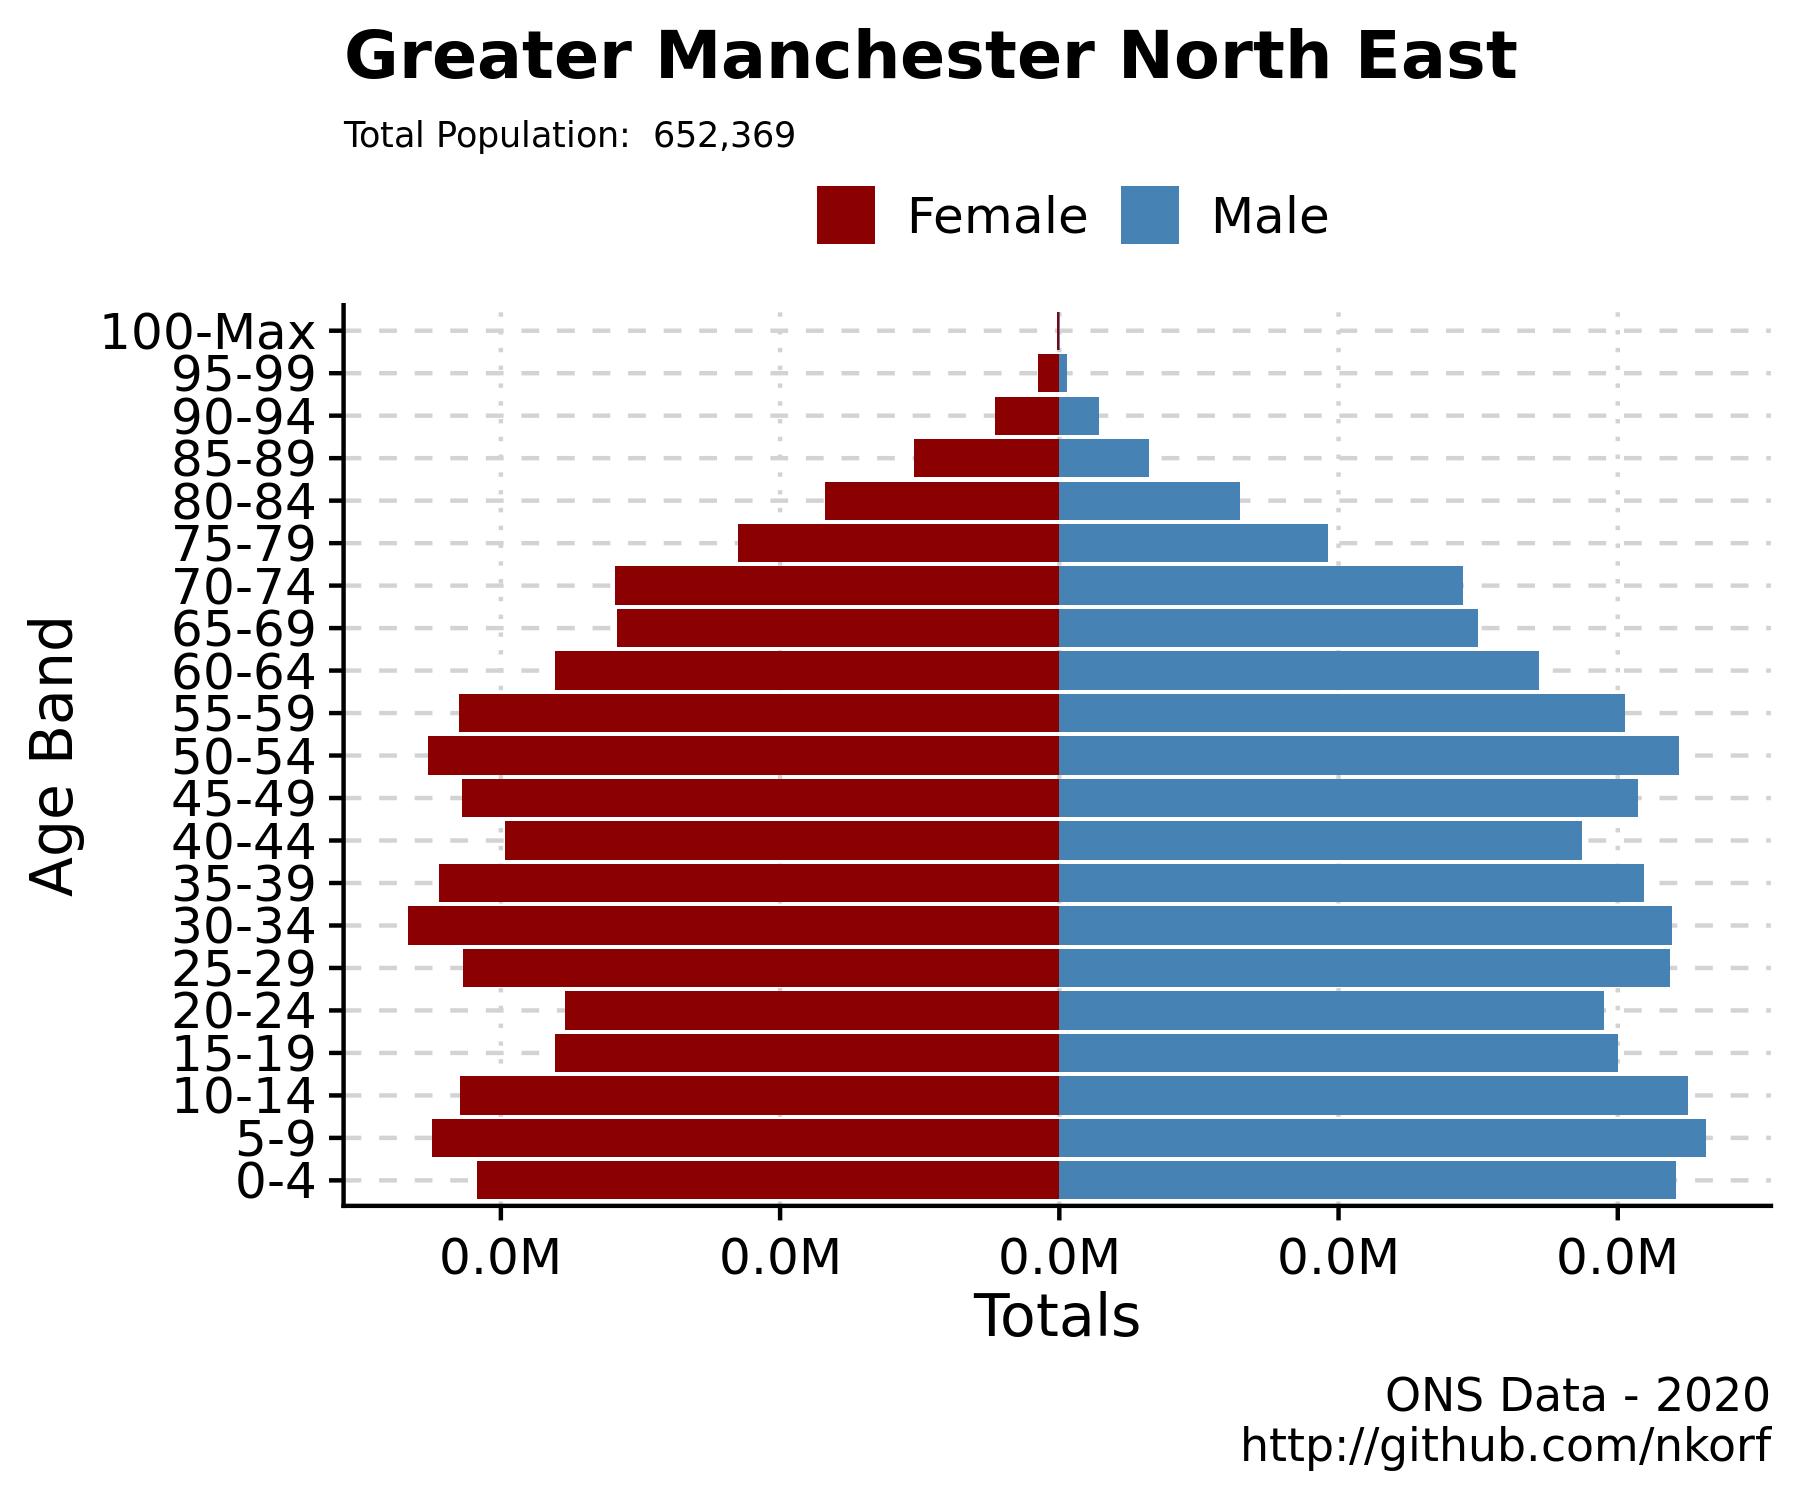 Greater Manchester North East
Total Population:  652,369
Female Male
100-Max
95-99
90-94
85-89
80-84
75-79
70-74
65-69
60-64
55-59
50-54
45-49
40-44
35-39
30-34
25-29
20-24
15-19
10-14
5-9
0-4
Age Band
0.0M 0.0M 0.0M 0.0M 0.0M
Totals
ONS Data - 2020
http://github.com/nkorf